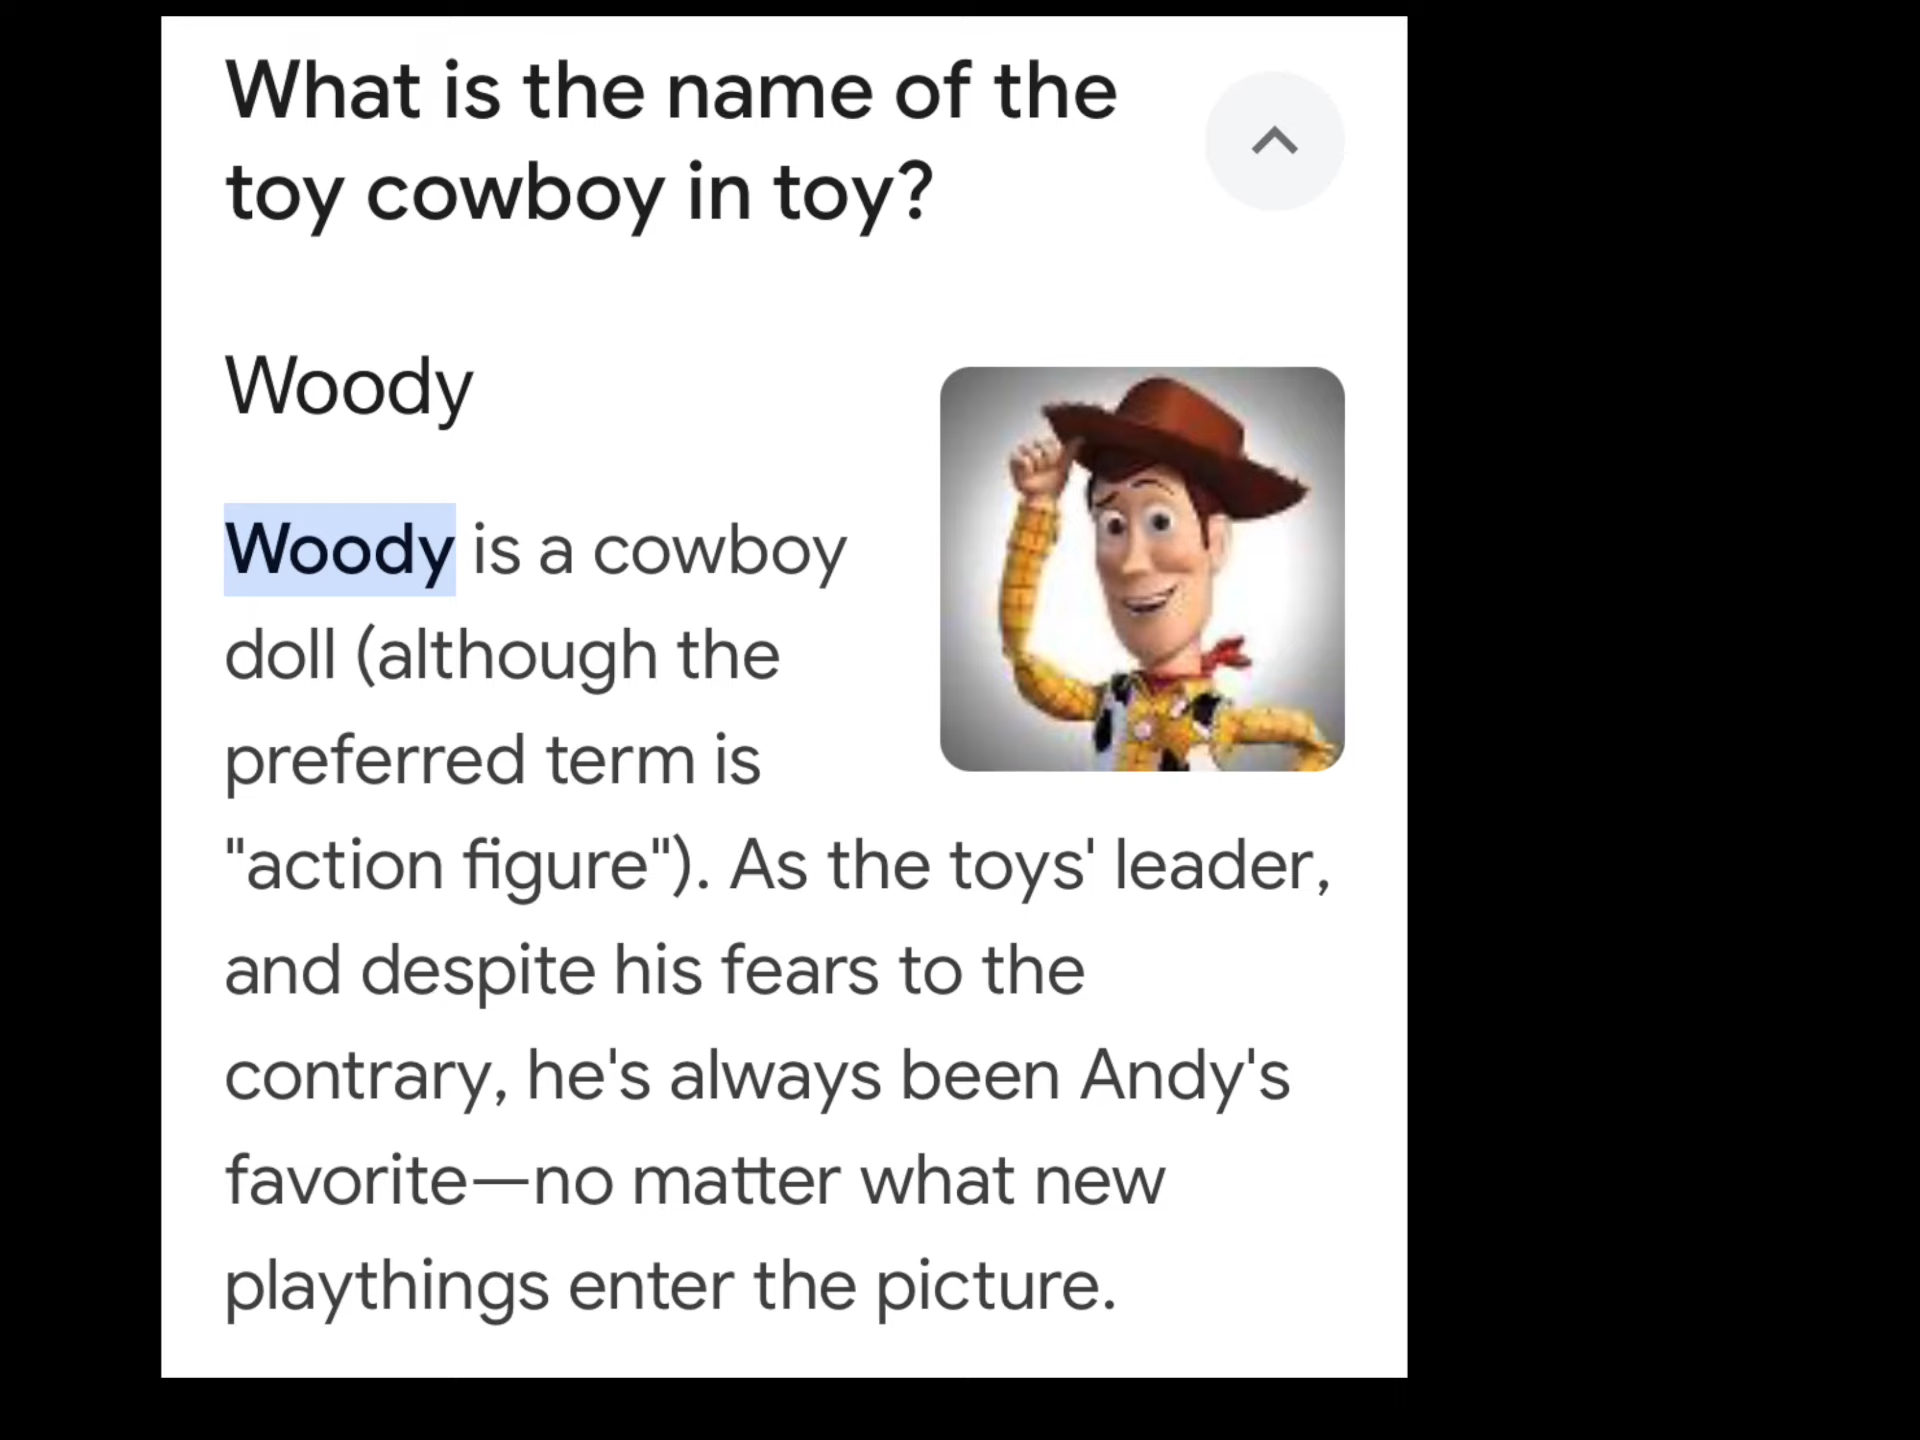 What is the name of the
toy cowboy in toy?
Woody
Woody is a cowboy
doll (although the
preferred term is
"action figure"). As the toys' leader,
and despite his fears to the
contrary, he's always been Andy's
favorite—no matter what new
playthings enter the picture.